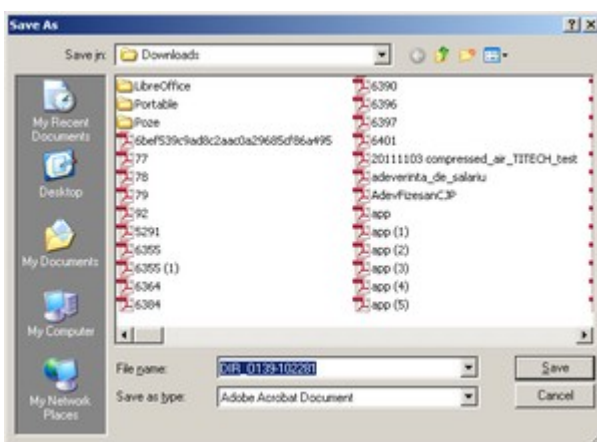 Save As
Save in: Downloads
My Recent
Documents
Desktop
My Documents
My Computer
My Network
Places
LibreOffice
Portable
Poze
6bef539c9ad8c2aac0a29685cf86a495
77
78
79
92
5291
6355
6355 (1)
6364
6384
6390
6396
6397
6401
20111103 compressed_air_TITECH_test
adeverinta_de_salariu
AdevFizesanCJP
app
app (1)
app (2)
app (3)
app (4)
app (5)
File name: DIR_0139-102281 Save
Save as type: Adobe Acrobat Document Cancel